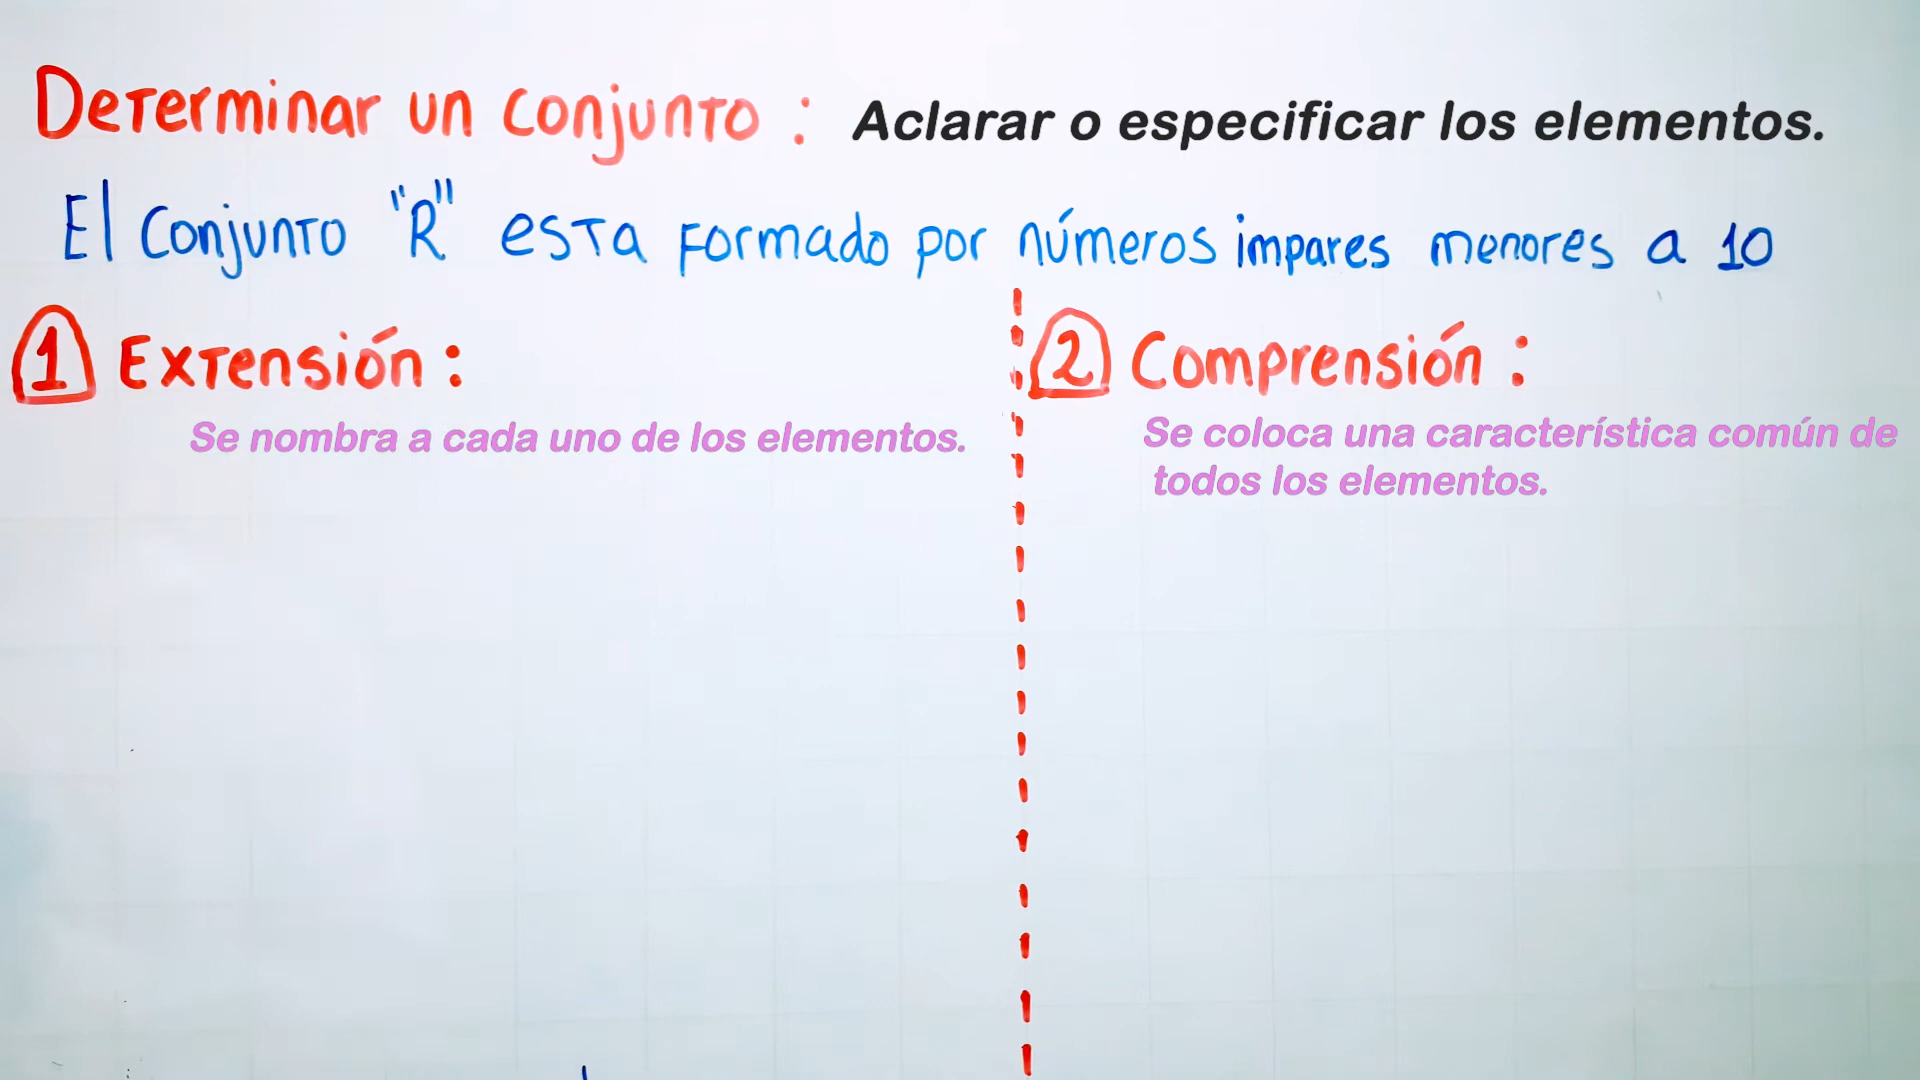 Determinar un conjunto : Aclarar o especificar los elementos.
El conjunto "R" esta formado por números impares menores a 10
1 Extensión :
Se nombra a cada uno de los elementos.
2 Comprensión :
Se coloca una característica común de
todos los elementos.